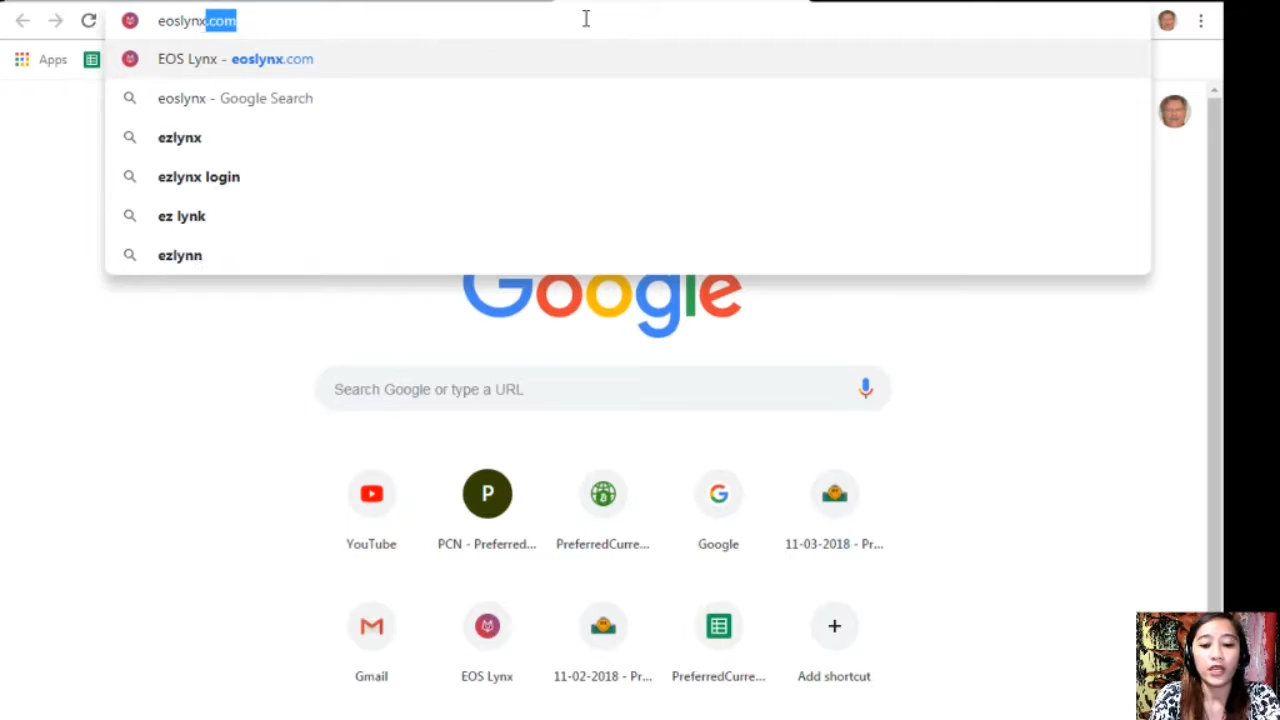 eoslynx.com
Apps
EOS Lynx - eoslynx.com
eoslynx - Google Search
ezlynx
ezlynx login
ez lynk
ezlynn
Google
Search Google or type a URL
P
YouTube
PCN - Preferred...
PreferredCurre...
Google
11-03-2018 - Pr...
Gmail
EOS Lynx
11-02-2018 - Pr...
PreferredCurre...
Add shortcut